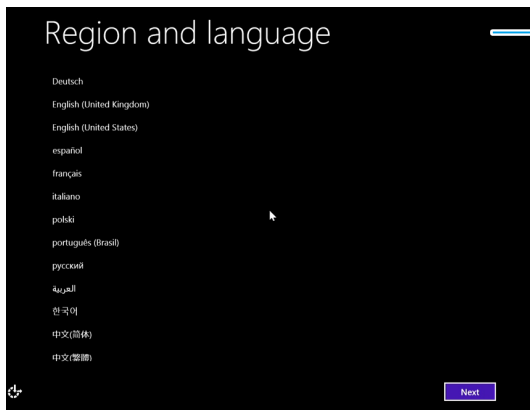 Region and language
Deutsch
English (United Kingdom)
English (United States)
español
français
italiano
polski
português (Brasil)
русский
العربية
한국어
中文(简体)
中文(繁體)
Next